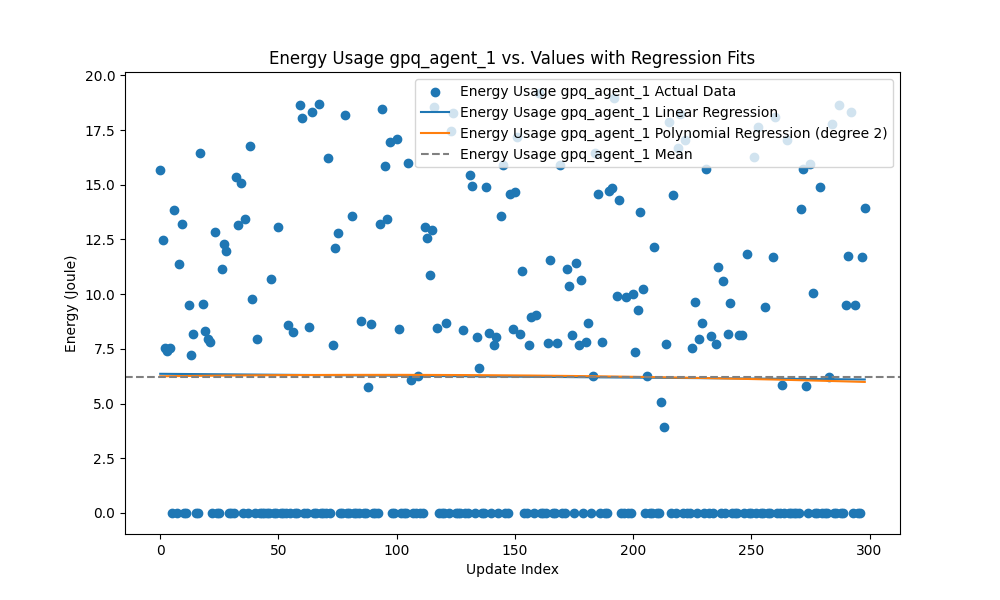 Energy Usage gpq_agent_1 vs. Values with Regression Fits
Energy (Joule)
20.0
17.5
15.0
12.5
10.0
7.5
5.0
2.5
0.0
Energy Usage gpq_agent_1 Actual Data
Energy Usage gpq_agent_1 Linear Regression
Energy Usage gpq_agent_1 Polynomial Regression (degree 2)
Energy Usage gpq_agent_1 Mean
0
50
100
150
200
250
300
Update Index